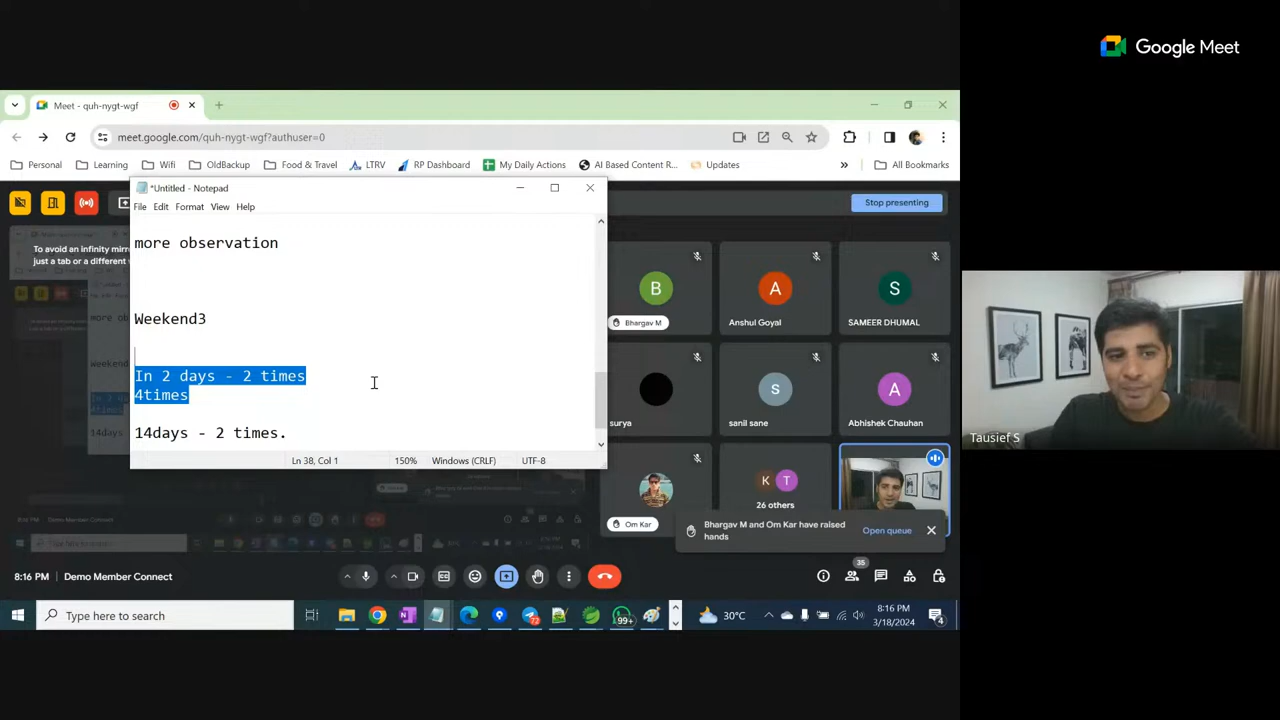 Google Meet
Meet - quh-nygt-wgf
meet.google.com/quh-nygt-wgf?authuser=0
Personal
Learning
Wifi
OldBackup
Food & Travel
LTRV
RP Dashboard
My Daily Actions
AI Based Content R...
Updates
»
All Bookmarks
*Untitled - Notepad
File Edit Format View Help
more observation
Weekend3
In 2 days - 2 times
4times
14days - 2 times.
Ln 38, Col 1
150%
Windows (CRLF)
UTF-8
To avoid an infinity mirro
just a tab or a different
Stop presenting
B
Bhargav M
A
Anshul Goyal
S
SAMEER DHUMAL
surya
s
sanil sane
A
Abhishek Chauhan
Om Kar
K T
26 others
Bhargav M and Om Kar have raised
hands
Open queue
Tausief S
8:16 PM
Demo Member Connect
35
Type here to search
72
99+
30°C
8:16 PM
3/18/2024
4